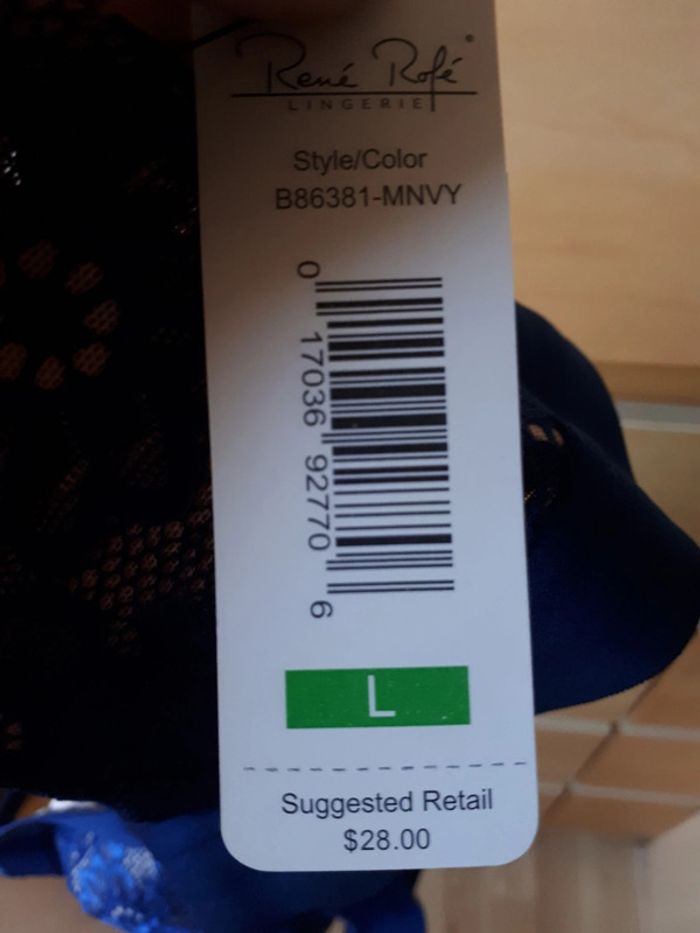 René Rofé
LINGERIE
Style/Color
B86381-MNVY
0 17036 92770 6
L
Suggested Retail
$28.00